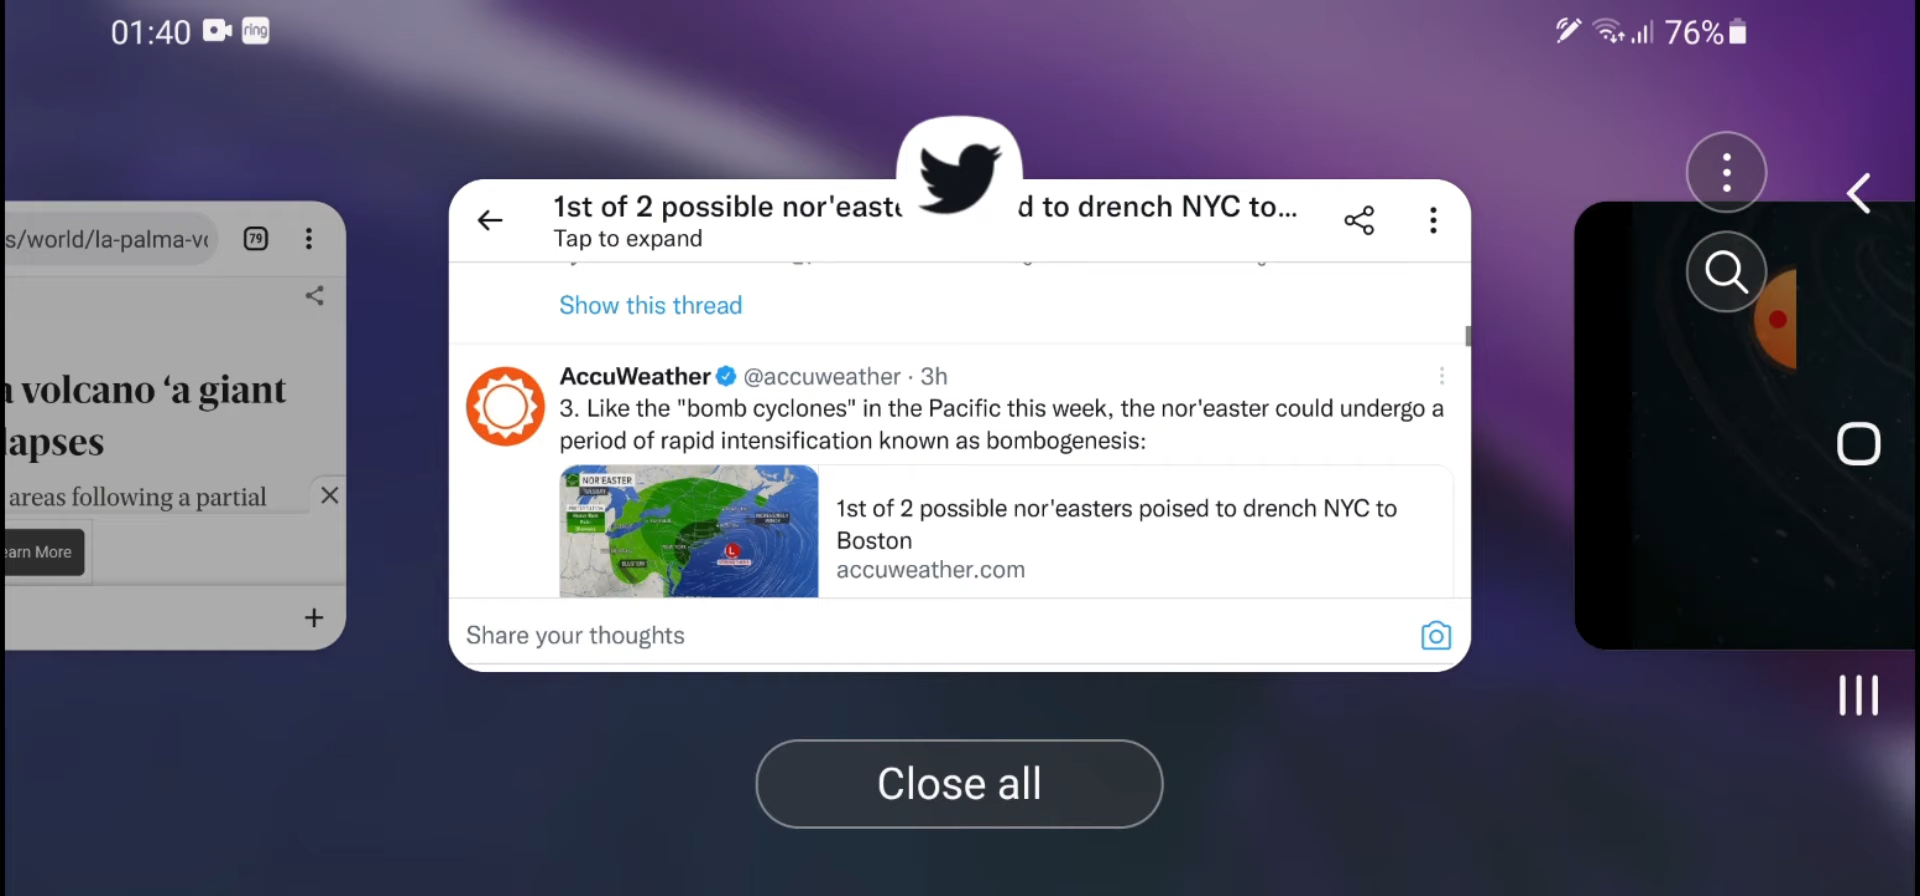 01:40 ring
76%
s/world/la-palma-vo
79
a volcano ‘a giant
lapses
areas following a partial
earn More
1st of 2 possible nor'easte d to drench NYC to...
Tap to expand
Show this thread
AccuWeather @accuweather · 3h
3. Like the "bomb cyclones" in the Pacific this week, the nor'easter could undergo a
period of rapid intensification known as bombogenesis:
NOR'EASTER
TUESDAY
L
1st of 2 possible nor'easters poised to drench NYC to
Boston
accuweather.com
Share your thoughts
Close all